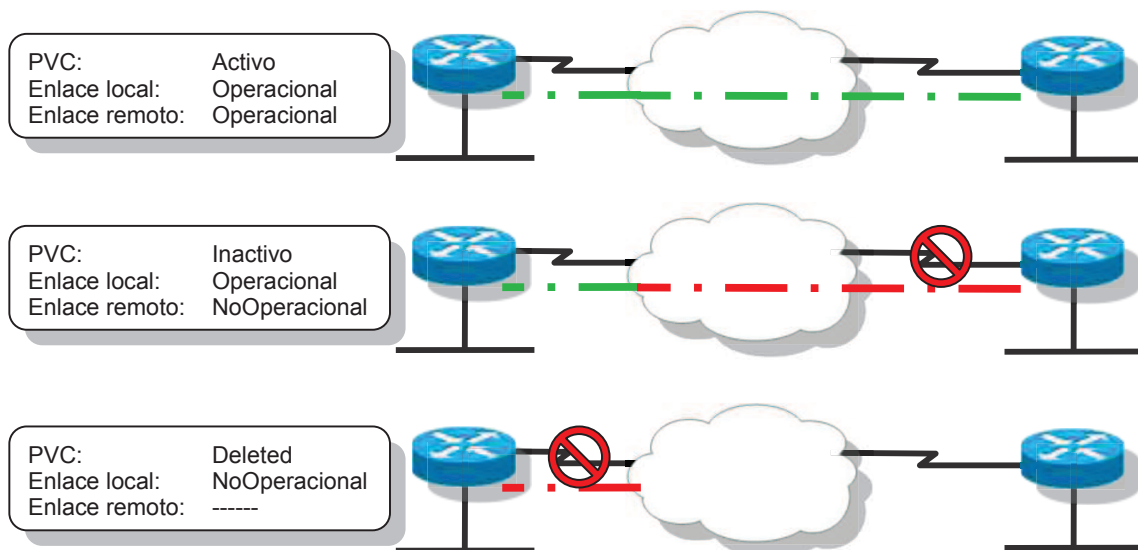 PVC: Activo
Enlace local: Operacional
Enlace remoto: Operacional
PVC: Inactivo
Enlace local: Operacional
Enlace remoto: NoOperacional
PVC: Deleted
Enlace local: NoOperacional
Enlace remoto: ------